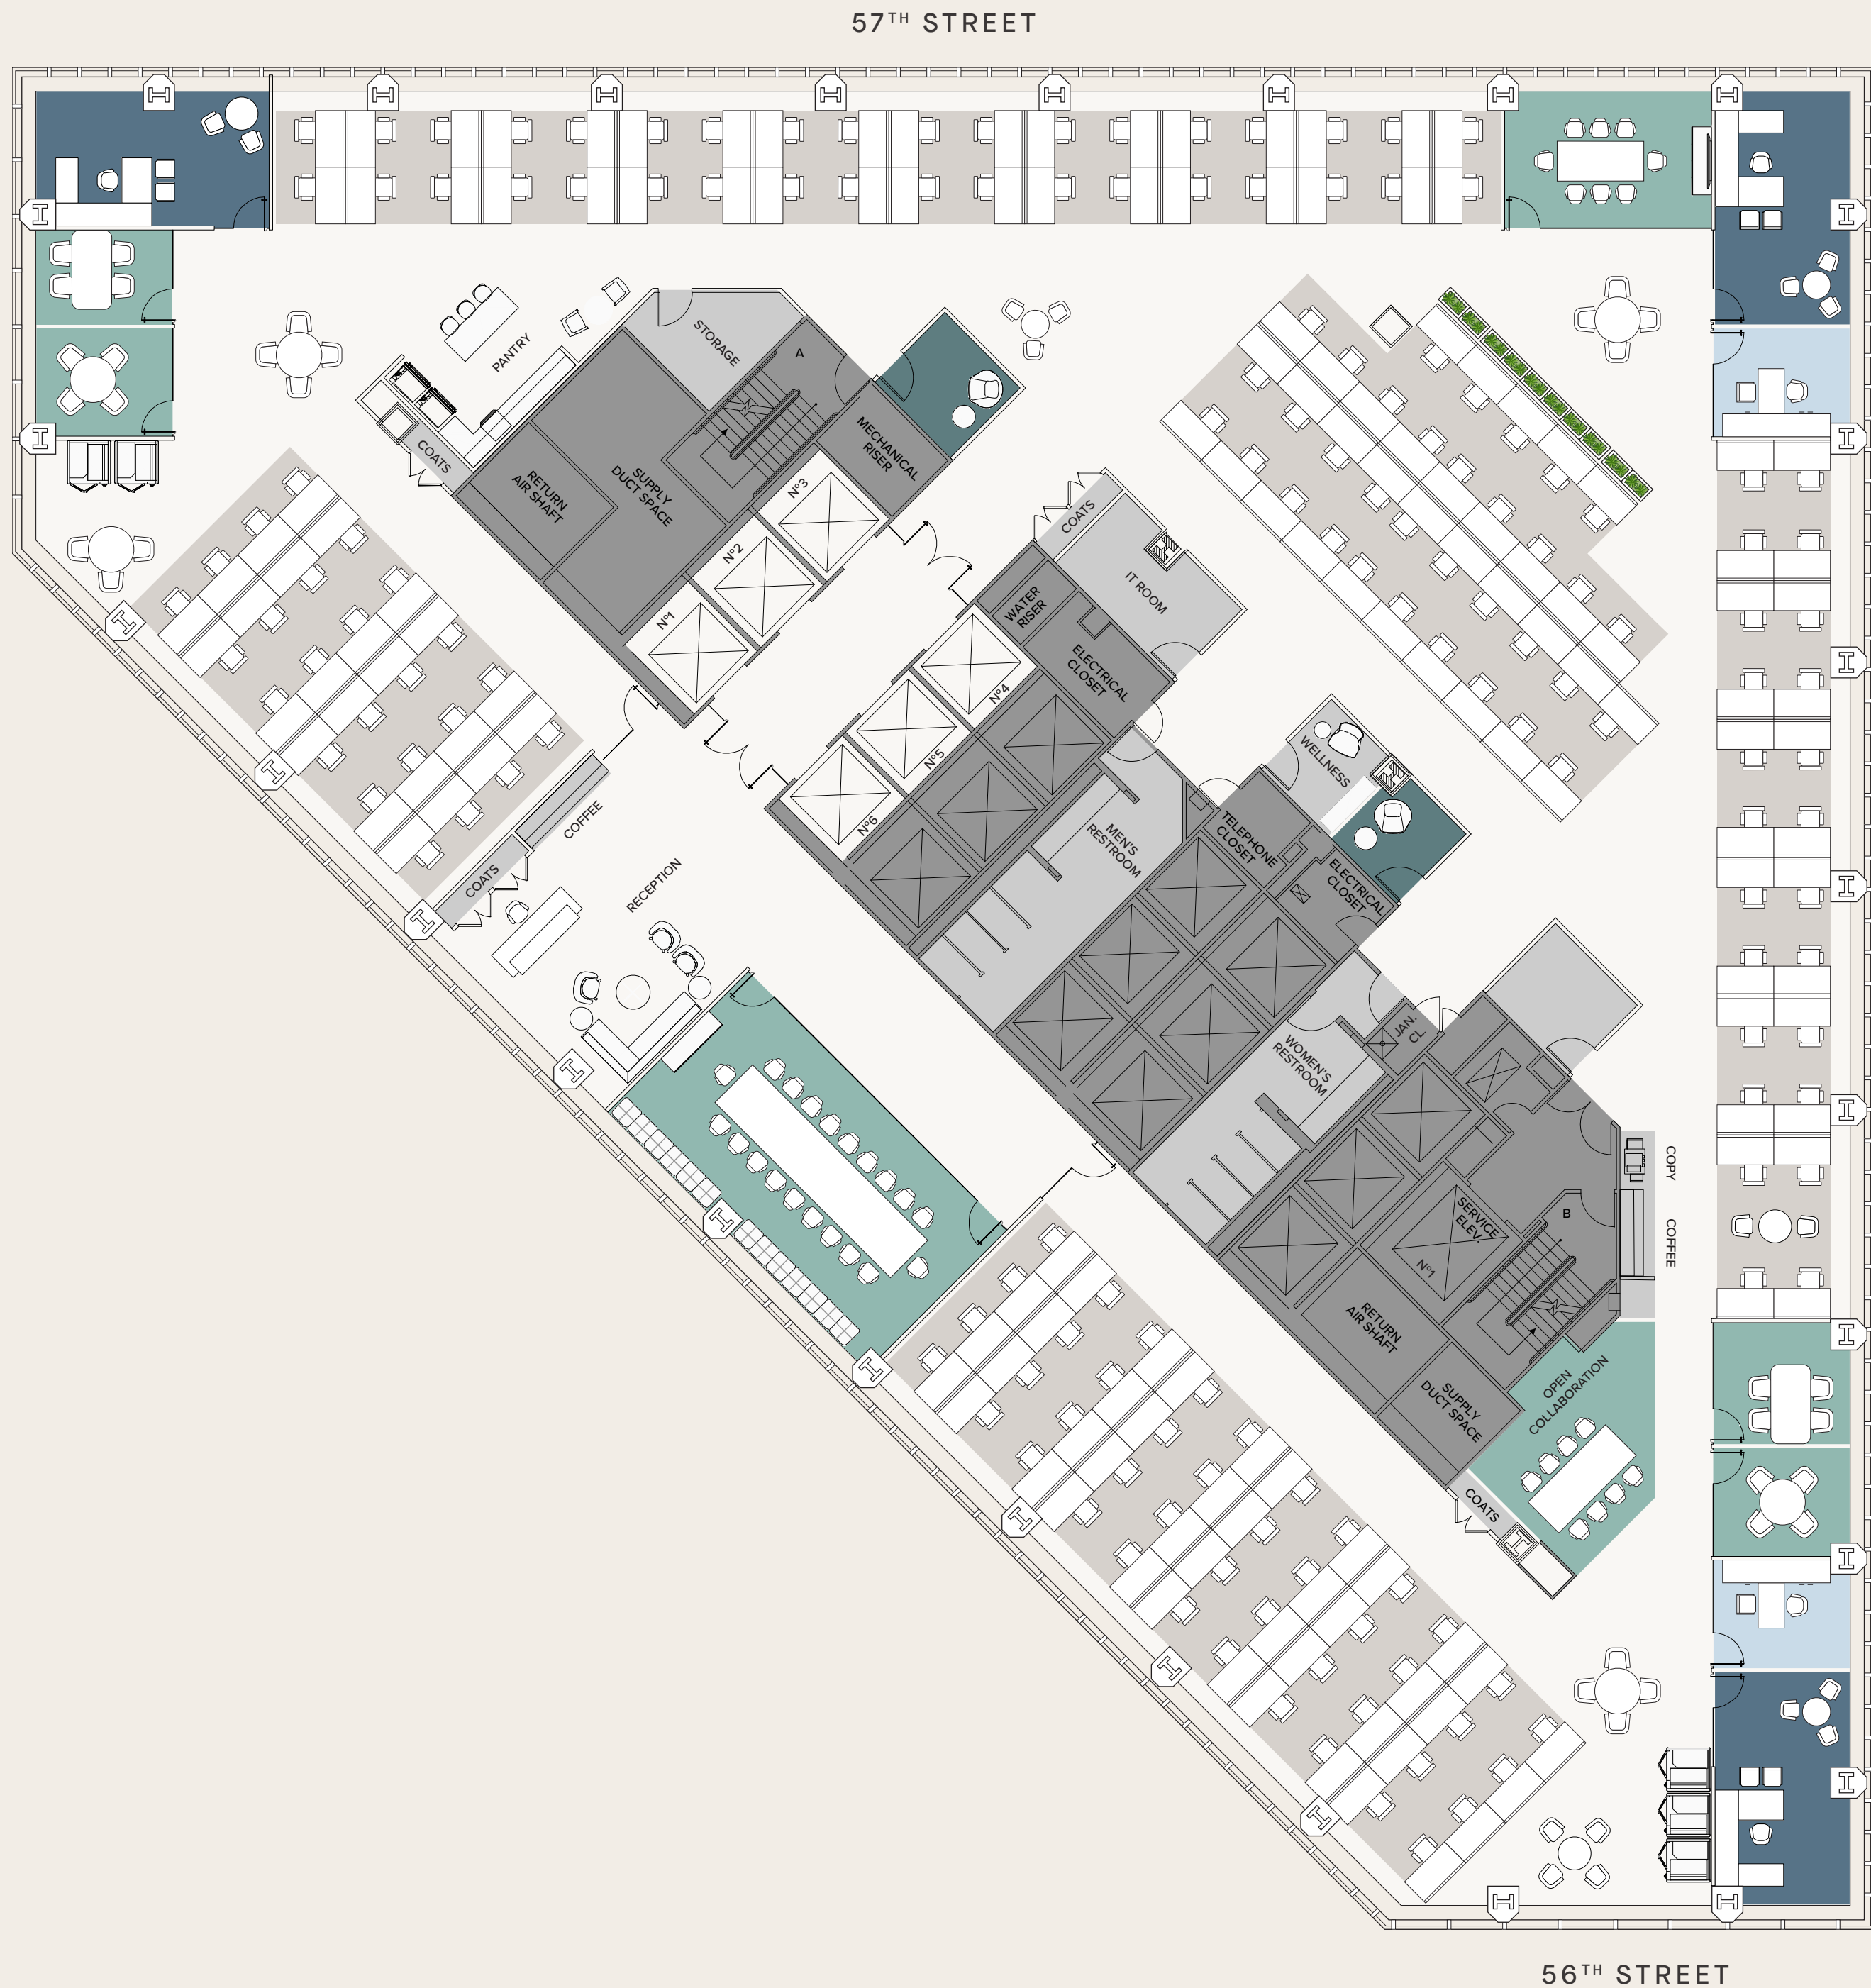 57TH STREET
STORAGE
A
PANTRY
COATS
MECHANICAL
RISER
RETURN
AIR SHAFT
SUPPLY
DUCT SPACE
Nº3
Nº2
Nº1
COATS
IT ROOM
WATER
RISER
ELECTRICAL
CLOSET
Nº4
Nº5
Nº6
WELLNESS
COFFEE
COATS
RECEPTION
MEN'S
RESTROOM
TELEPHONE
CLOSET
ELECTRICAL
CLOSET
JAN.
CL.
WOMEN'S
RESTROOM
COPY
COFFEE
SERVICE
ELEV.
Nº1
B
RETURN
AIR SHAFT
SUPPLY
DUCT SPACE
OPEN
COLLABORATION
COATS
56TH STREET